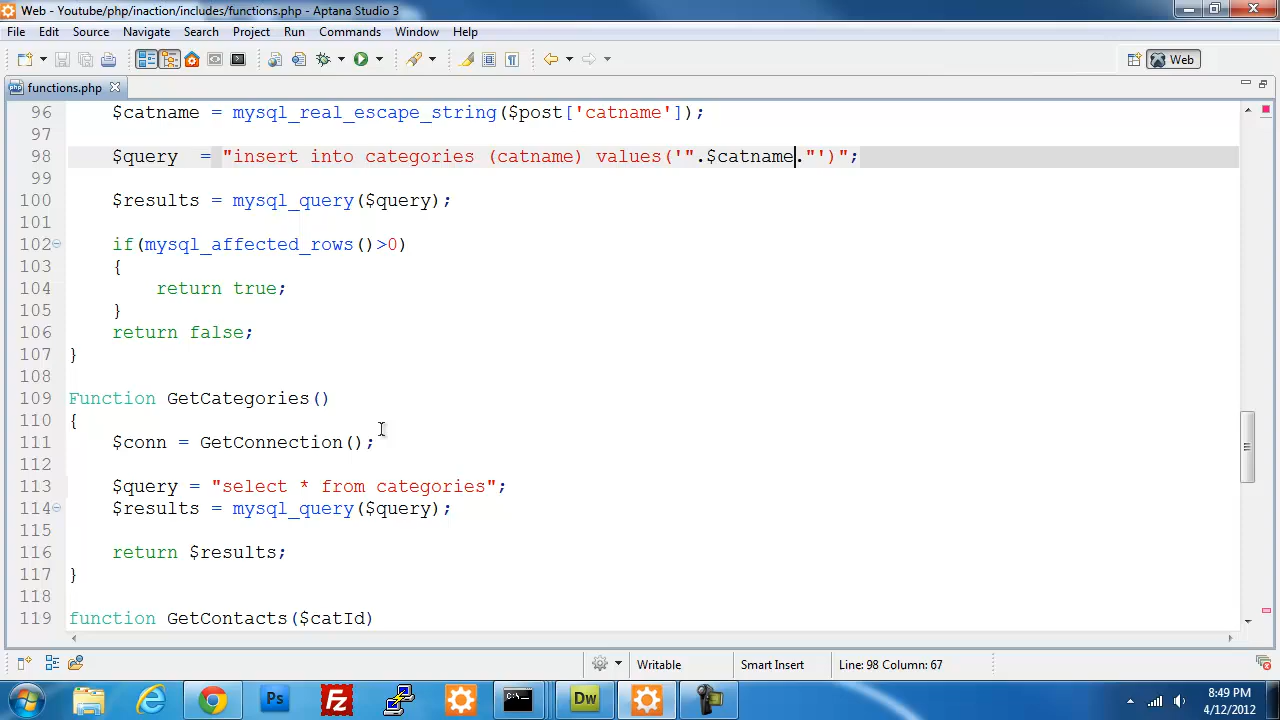 Web - Youtube/php/inaction/includes/functions.php - Aptana Studio 3
File Edit Source Navigate Search Project Run Commands Window Help
Web
functions.php
96 $catname = mysql_real_escape_string($post['catname']);
97
98 $query = "insert into categories (catname) values('".$catname."')";
99
100 $results = mysql_query($query);
101
102 if(mysql_affected_rows()>0)
103 {
104 return true;
105 }
106 return false;
107 }
108
109 Function GetCategories()
110 {
111 $conn = GetConnection();
112
113 $query = "select * from categories";
114 $results = mysql_query($query);
115
116 return $results;
117 }
118
119 function GetContacts($catId)
Writable Smart Insert Line: 98 Column: 67
Ps Fz Dw
8:49 PM
4/12/2012